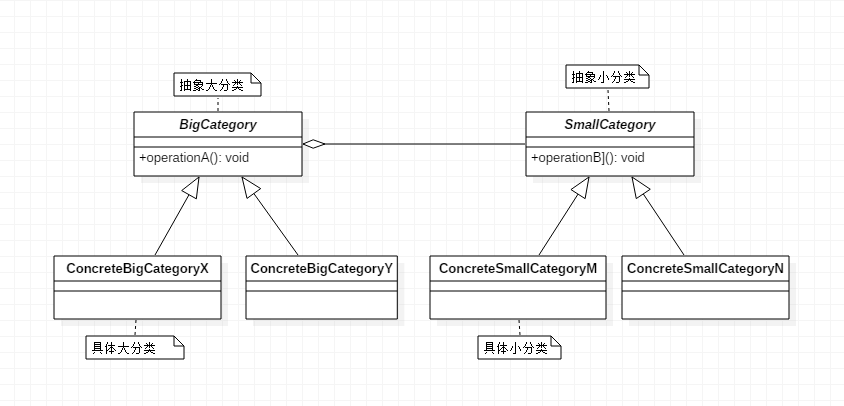 抽象大分类
抽象小分类
BigCategory
SmallCategory
+operationA(): void
+operationB](): void
ConcreteBigCategoryX
ConcreteBigCategoryY
ConcreteSmallCategoryM
ConcreteSmallCategoryN
具体大分类
具体小分类